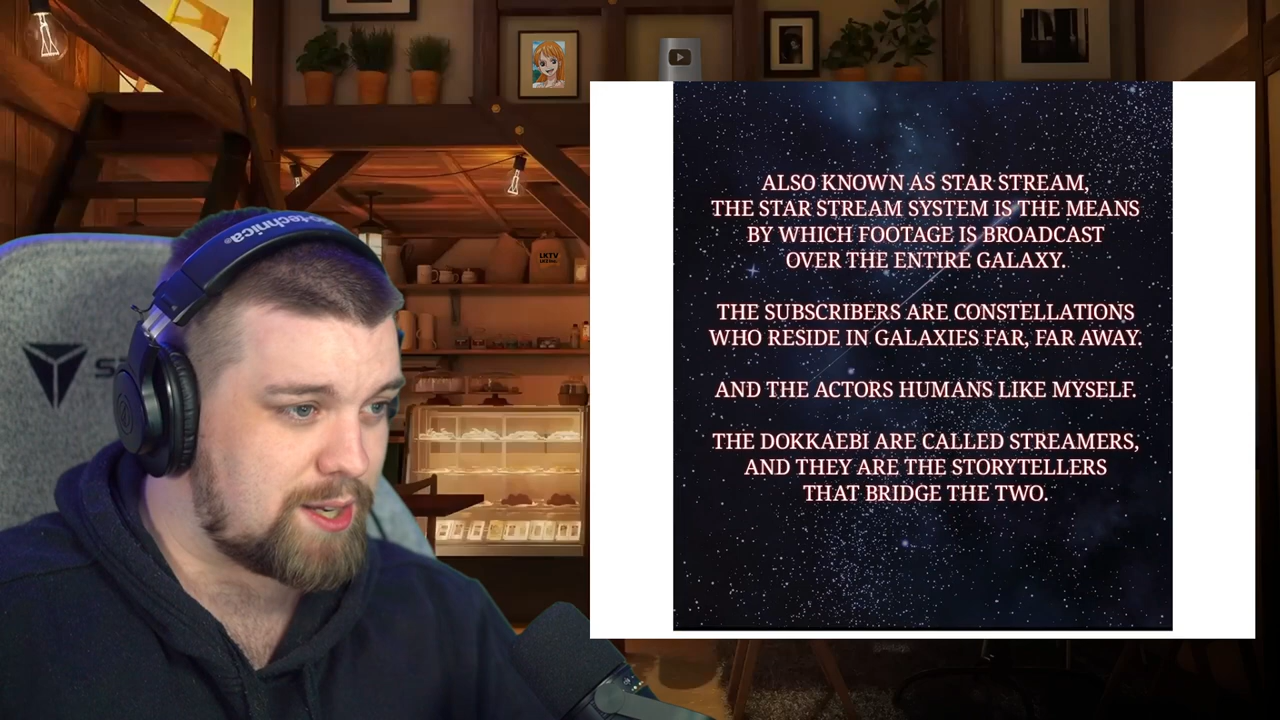 ALSO KNOWN AS STAR STREAM,
THE STAR STREAM SYSTEM IS THE MEANS
BY WHICH FOOTAGE IS BROADCAST
OVER THE ENTIRE GALAXY.
THE SUBSCRIBERS ARE CONSTELLATIONS
WHO RESIDE IN GALAXIES FAR, FAR AWAY.
AND THE ACTORS HUMANS LIKE MYSELF.
THE DOKKAEBI ARE CALLED STREAMERS,
AND THEY ARE THE STORYTELLERS
THAT BRIDGE THE TWO.
LKTV